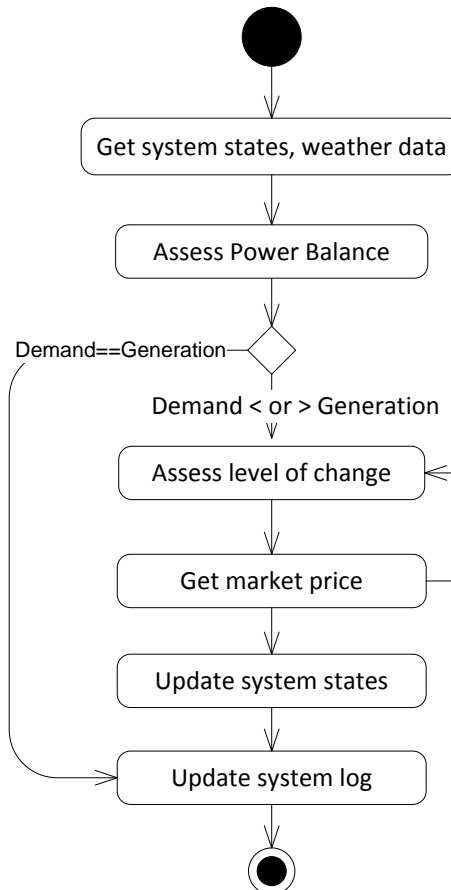 Get system states, weather data
Assess Power Balance
Demand==Generation
Demand < or > Generation
Assess level of change
Get market price
Update system states
Update system log